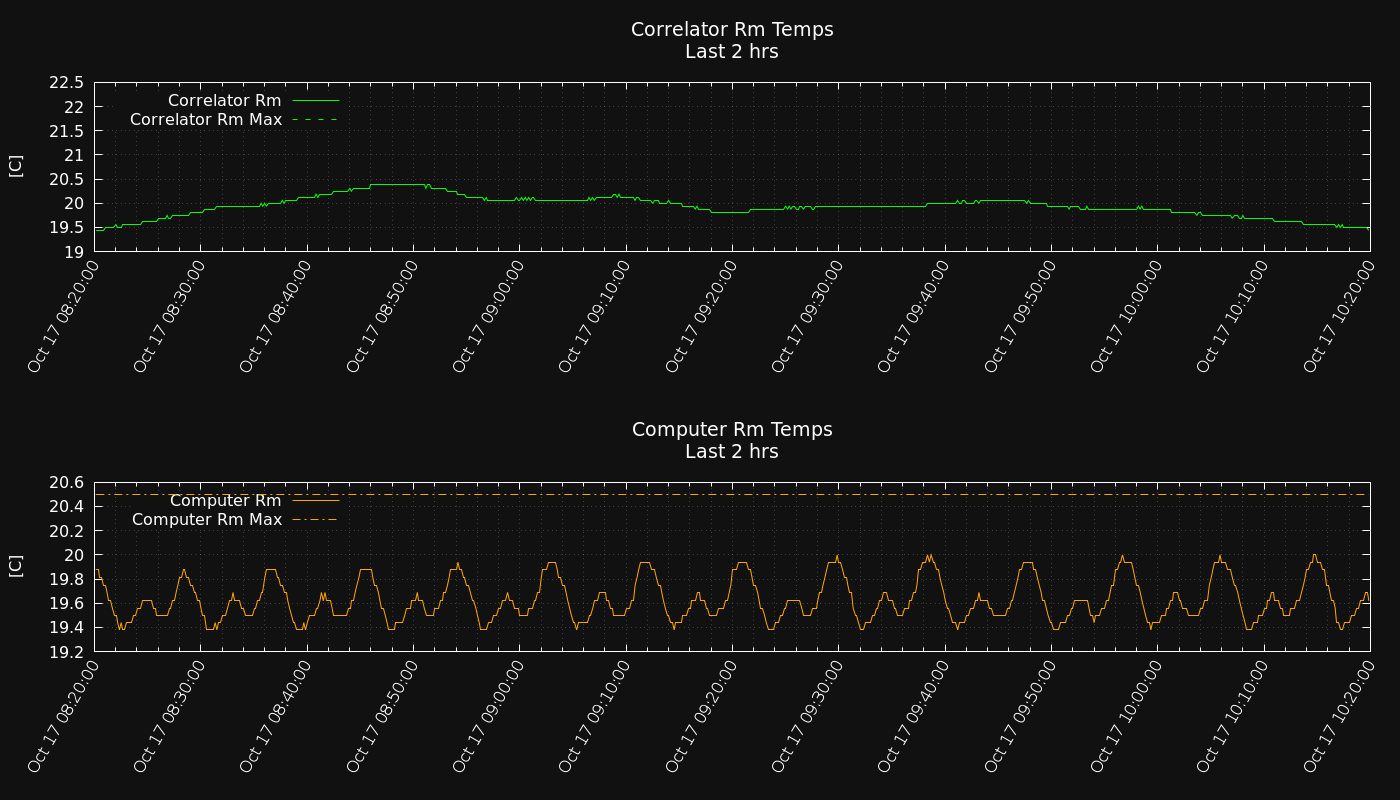 Correlator Rm Temps
Last 2 hrs
22.5
22
21.5
21
20.5
20
19.5
19
[C]
Correlator Rm
Correlator Rm Max
Oct 17 08:20:00
Oct 17 08:30:00
Oct 17 08:40:00
Oct 17 08:50:00
Oct 17 09:00:00
Oct 17 09:10:00
Oct 17 09:20:00
Oct 17 09:30:00
Oct 17 09:40:00
Oct 17 09:50:00
Oct 17 10:00:00
Oct 17 10:10:00
Oct 17 10:20:00
Computer Rm Temps
Last 2 hrs
20.6
20.4
20.2
20
19.8
19.6
19.4
19.2
[C]
Computer Rm
Computer Rm Max
Oct 17 08:20:00
Oct 17 08:30:00
Oct 17 08:40:00
Oct 17 08:50:00
Oct 17 09:00:00
Oct 17 09:10:00
Oct 17 09:20:00
Oct 17 09:30:00
Oct 17 09:40:00
Oct 17 09:50:00
Oct 17 10:00:00
Oct 17 10:10:00
Oct 17 10:20:00